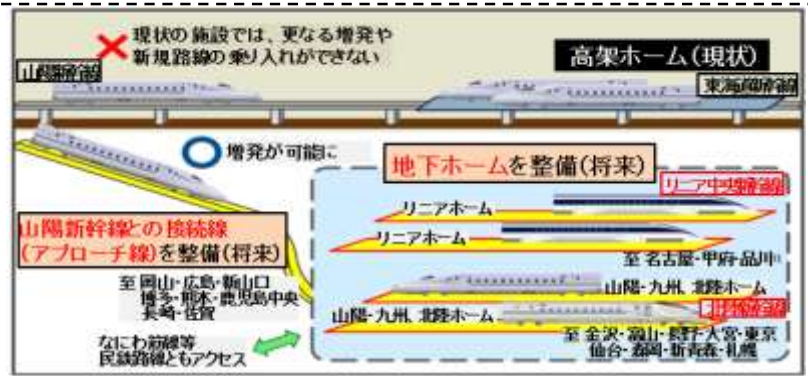 現状の施設では、更なる増発や
新規路線の乗り入れができない
高架ホーム(現状)
山陽新幹線
東海道新幹線
増発が可能に
地下ホームを整備(将来)
リニア中央新幹線
リニアホーム
リニアホーム
至 名古屋・甲府・品川
山陽新幹線との接続線
(アプローチ線)を整備(将来)
至 岡山・広島・新山口
博多・熊本・鹿児島中央
長崎・佐賀
山陽・九州、北陸ホーム
山陽・九州、北陸ホーム
北陸新幹線
至 金沢・富山・長野・大宮・東京
仙台・盛岡・新青森・札幌
なにわ筋線等
民鉄路線ともアクセス